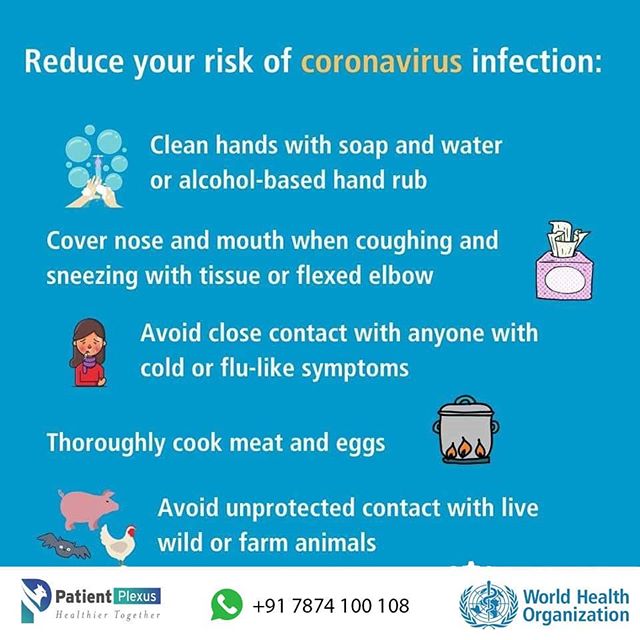 Reduce your risk of coronavirus infection:
Clean hands with soap and water
or alcohol-based hand rub
Cover nose and mouth when coughing and
sneezing with tissue or flexed elbow
Avoid close contact with anyone with
cold or flu-like symptoms
Thoroughly cook meat and eggs
Avoid unprotected contact with live
wild or farm animals
Patient Plexus
Healthier Together
+91 7874 100 108
World Health
Organization